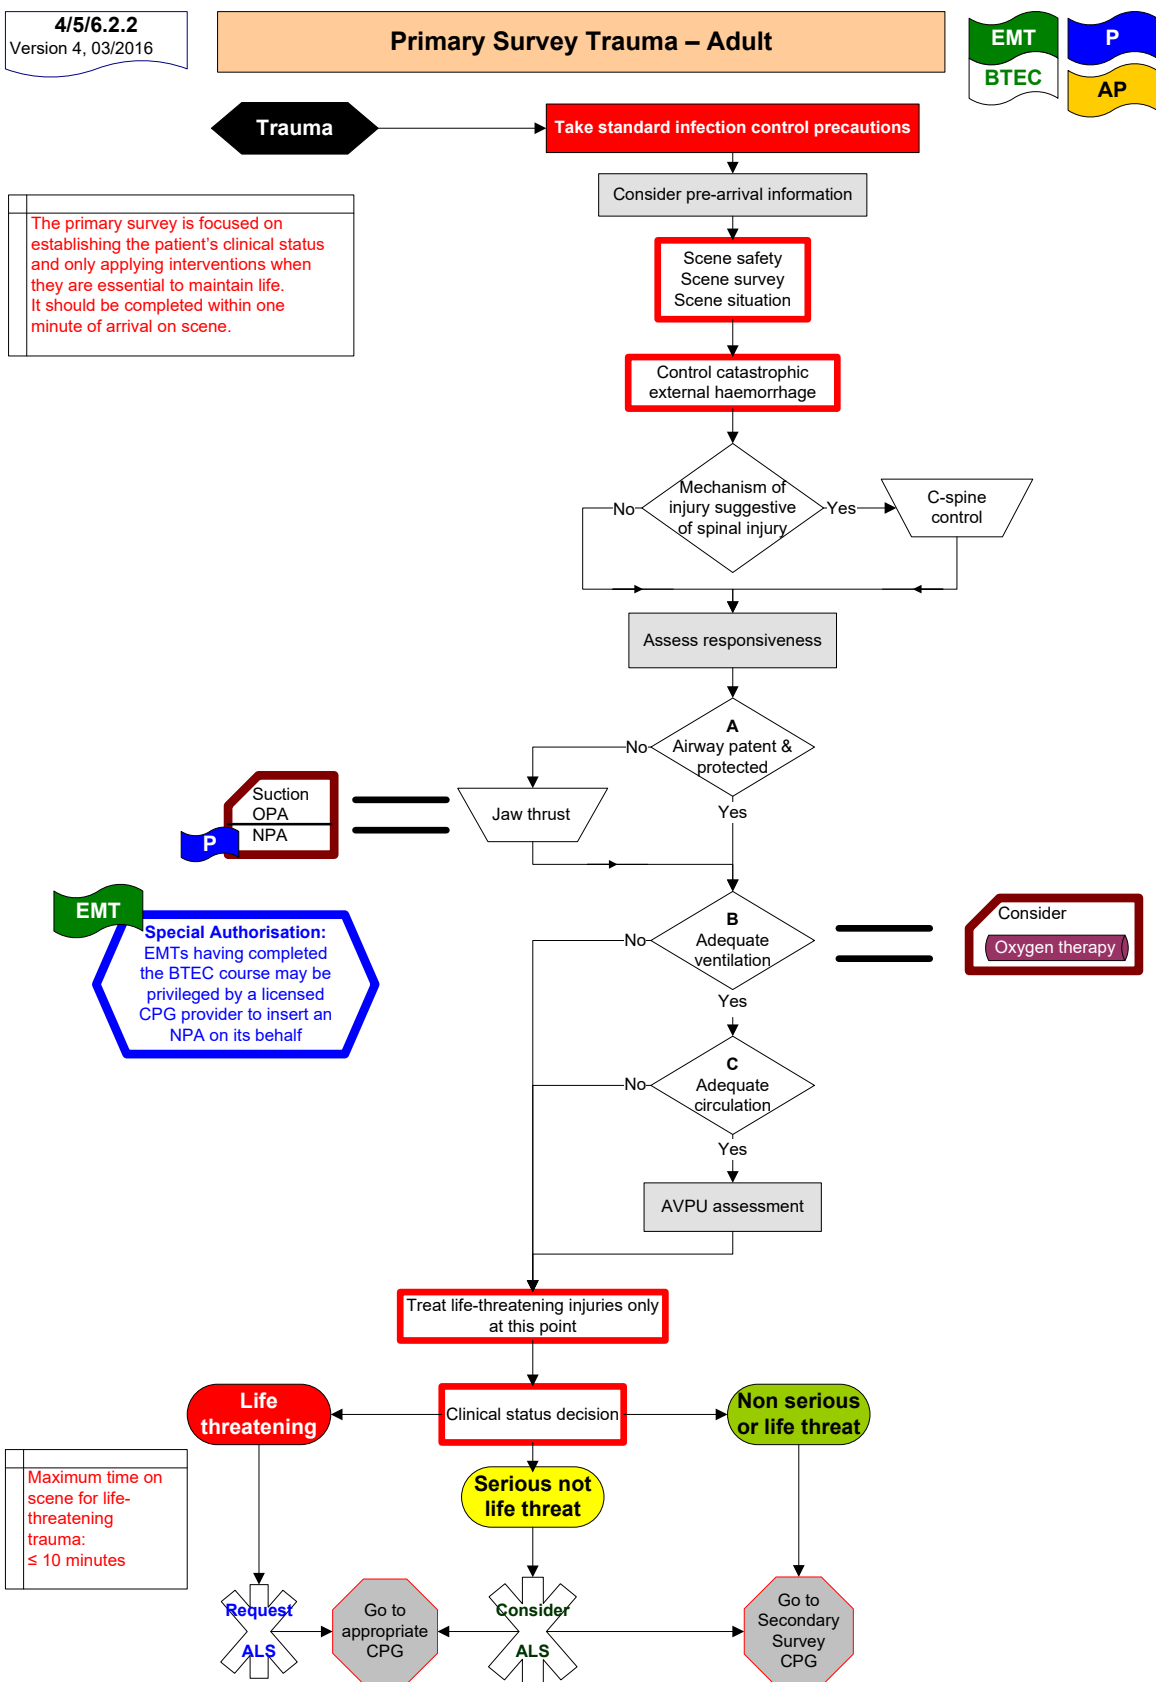 4/5/6.2.2
Version 4, 03/2016
Primary Survey Trauma – Adult
EMT
P
BTEC
AP
Trauma
Take standard infection control precautions
Consider pre-arrival information
The primary survey is focused on
establishing the patient's clinical status
and only applying interventions when
they are essential to maintain life.
It should be completed within one
minute of arrival on scene.
Scene safety
Scene survey
Scene situation
Control catastrophic
external haemorrhage
Mechanism of
injury suggestive
of spinal injury
No
Yes
C-spine
control
Assess responsiveness
A
Airway patent &
protected
No
Yes
Suction
OPA
NPA
P
Jaw thrust
EMT
Special Authorisation:
EMTs having completed
the BTEC course may be
privileged by a licensed
CPG provider to insert an
NPA on its behalf
B
Adequate
ventilation
No
Yes
Consider
Oxygen therapy
C
Adequate
circulation
No
Yes
AVPU assessment
Treat life-threatening injuries only
at this point
Life
threatening
Clinical status decision
Non serious
or life threat
Serious not
life threat
Maximum time on
scene for life-
threatening
trauma:
≤ 10 minutes
Request
ALS
Go to
appropriate
CPG
Consider
ALS
Go to
Secondary
Survey
CPG